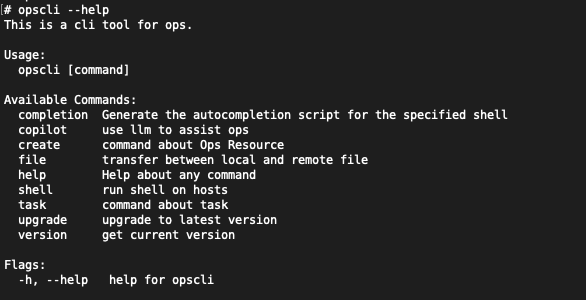 # opscli --help
This is a cli tool for ops.

Usage:
  opscli [command]

Available Commands:
  completion  Generate the autocompletion script for the specified shell
  copilot     use llm to assist ops
  create      command about Ops Resource
  file        transfer between local and remote file
  help        Help about any command
  shell       run shell on hosts
  task        command about task
  upgrade     upgrade to latest version
  version     get current version

Flags:
  -h, --help   help for opscli